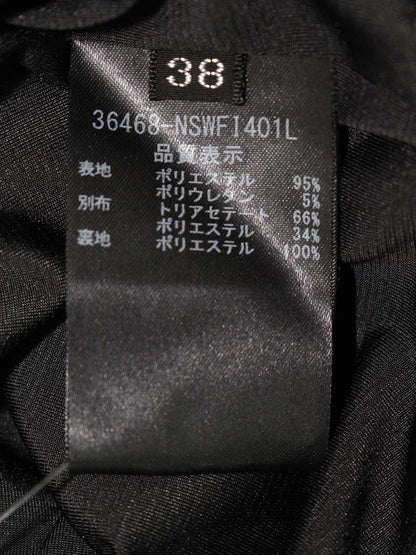 38
36468-NSWFI401L
品質表示
表地 ポリエステル 95%
ポリウレタン 5%
別布 トリアセテート 66%
ポリエステル 34%
裏地 ポリエステル 100%